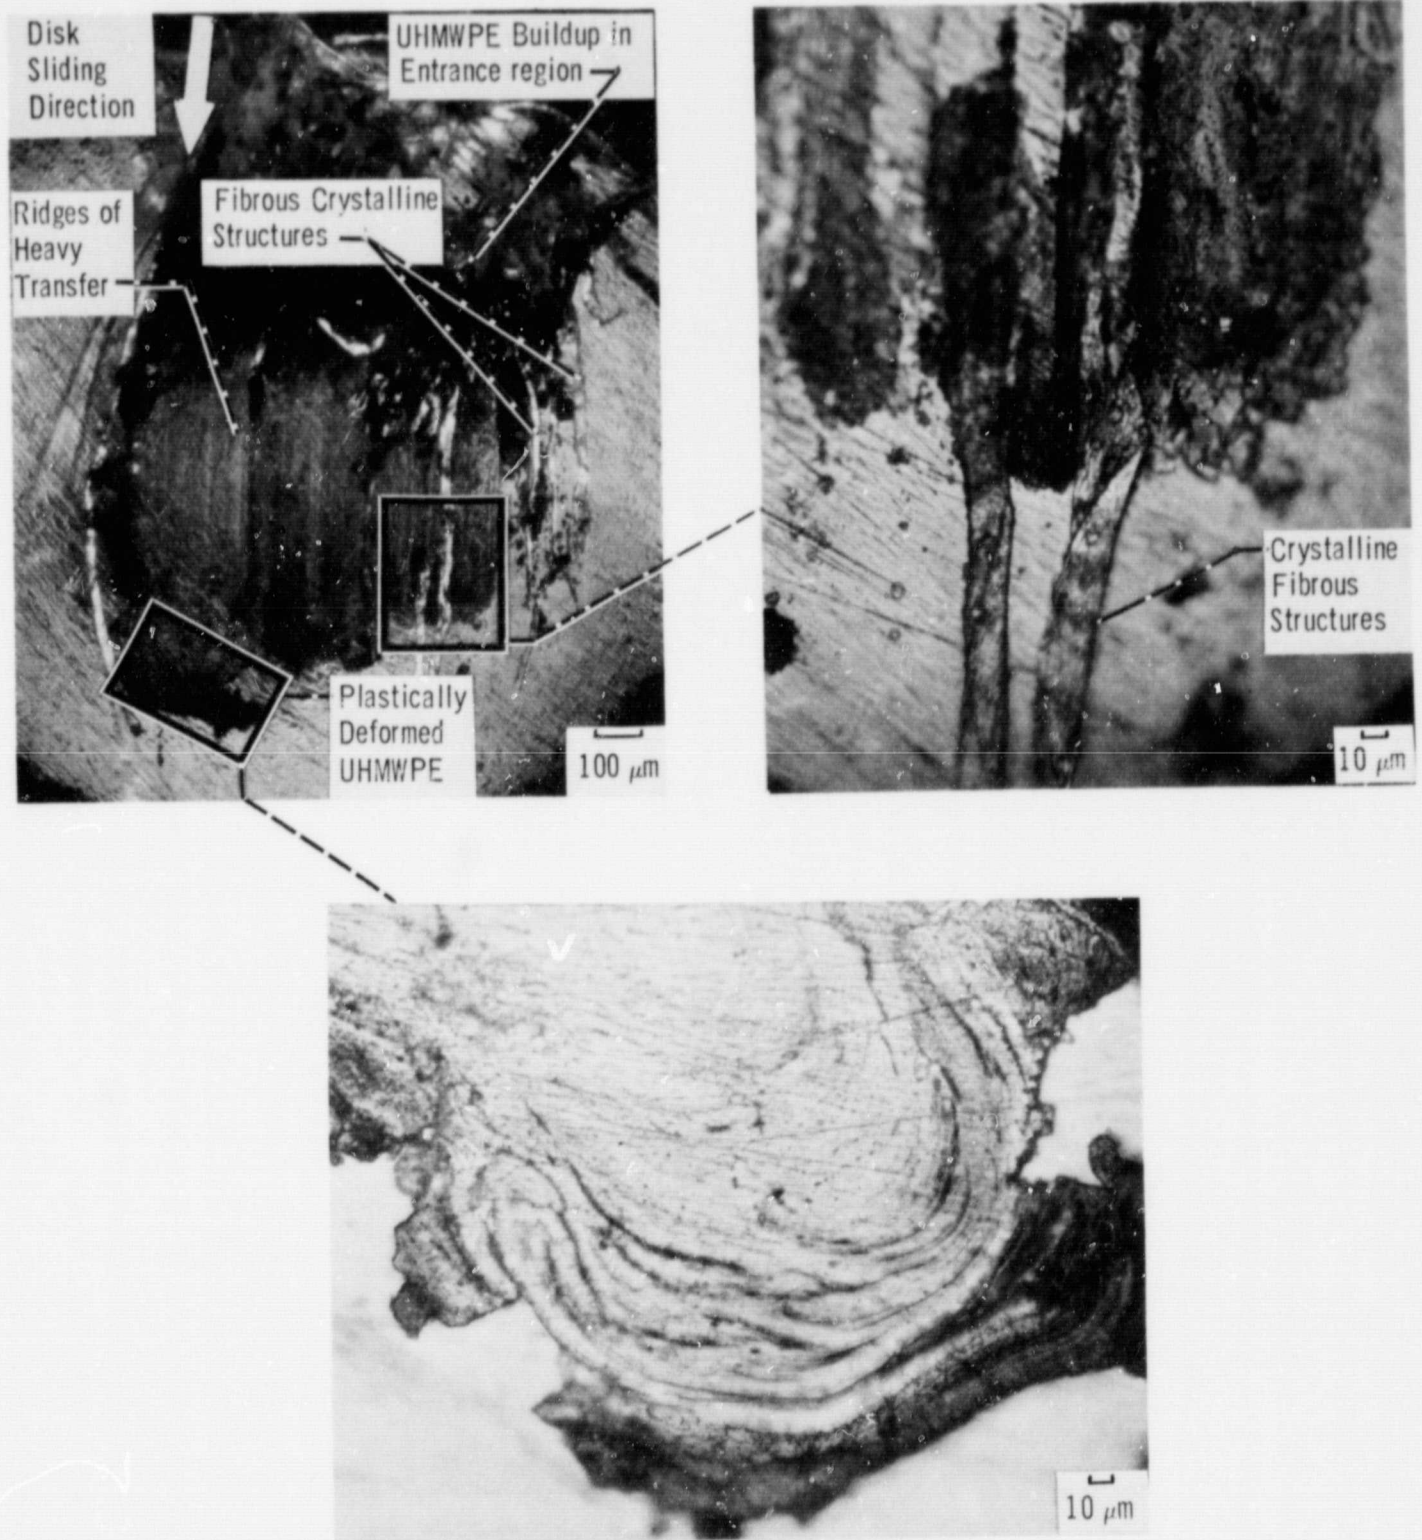 Disk
Sliding
Direction
UHMWPE Buildup in
Entrance region
Ridges of
Heavy
Transfer
Fibrous Crystalline
Structures
Plastically
Deformed
UHMWPE
100 μm
Crystalline
Fibrous
Structures
10 μm
10 μm